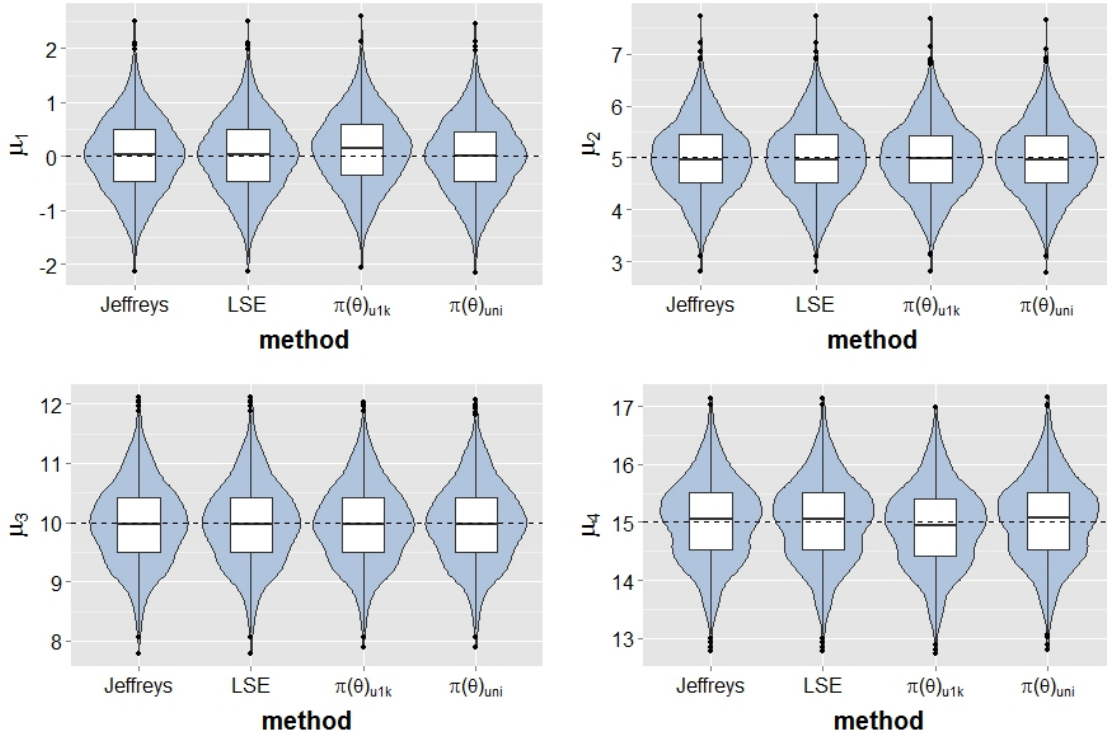 μ1
2
1
0
-1
-2
Jeffreys LSE π(θ)u1k π(θ)uni
method
μ2
7
6
5
4
3
Jeffreys LSE π(θ)u1k π(θ)uni
method
μ3
12
11
10
9
8
Jeffreys LSE π(θ)u1k π(θ)uni
method
μ4
17
16
15
14
13
Jeffreys LSE π(θ)u1k π(θ)uni
method